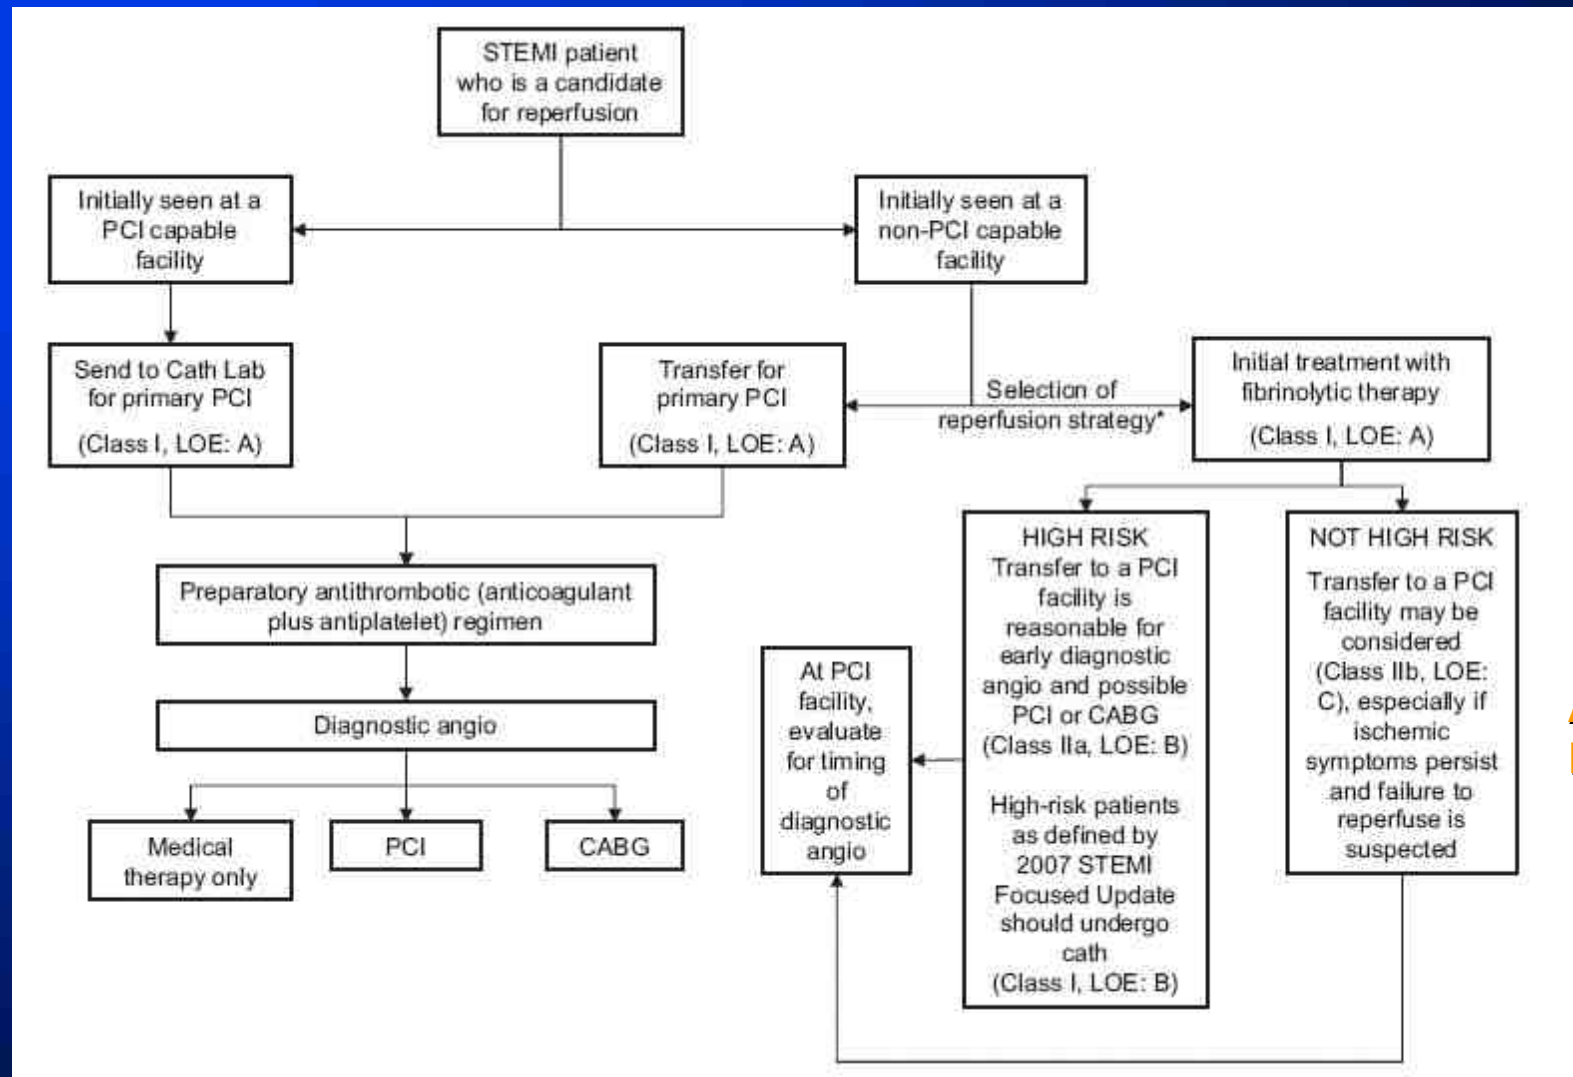 STEMI patient
who is a candidate
for reperfusion
Initially seen at a
PCI capable
facility
Initially seen at a
non-PCI capable
facility
Send to Cath Lab
for primary PCI
(Class I, LOE: A)
Transfer for
primary PCI
(Class I, LOE: A)
Selection of
reperfusion strategy*
Initial treatment with
fibrinolytic therapy
(Class I, LOE: A)
Preparatory antithrombotic (anticoagulant
plus antiplatelet) regimen
Diagnostic angio
Medical
therapy only
PCI
CABG
At PCI
facility,
evaluate
for timing
of
diagnostic
angio
HIGH RISK
Transfer to a PCI
facility is
reasonable for
early diagnostic
angio and possible
PCI or CABG
(Class IIa, LOE: B)
High-risk patients
as defined by
2007 STEMI
Focused Update
should undergo
cath
(Class I, LOE: B)
NOT HIGH RISK
Transfer to a PCI
facility may be
considered
(Class IIb, LOE:
C), especially if
ischemic
symptoms persist
and failure to
reperfuse is
suspected